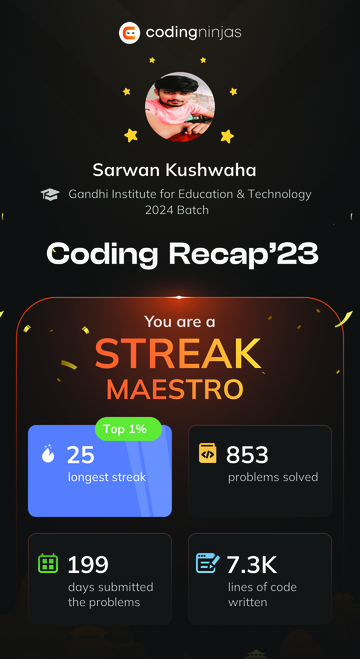 codingninjas
Sarwan Kushwaha
Gandhi Institute for Education & Technology
2024 Batch
Coding Recap'23
You are a
STREAK
MAESTRO
Top 1%
25
longest streak
853
problems solved
199
days submitted
the problems
7.3K
lines of code
written